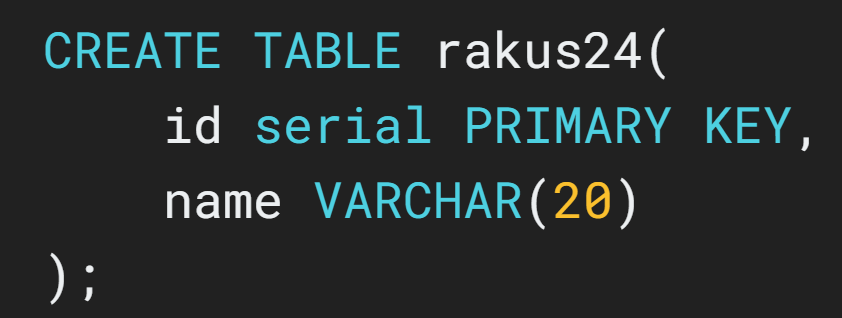 CREATE TABLE rakus24(
    id serial PRIMARY KEY,
    name VARCHAR(20)
);